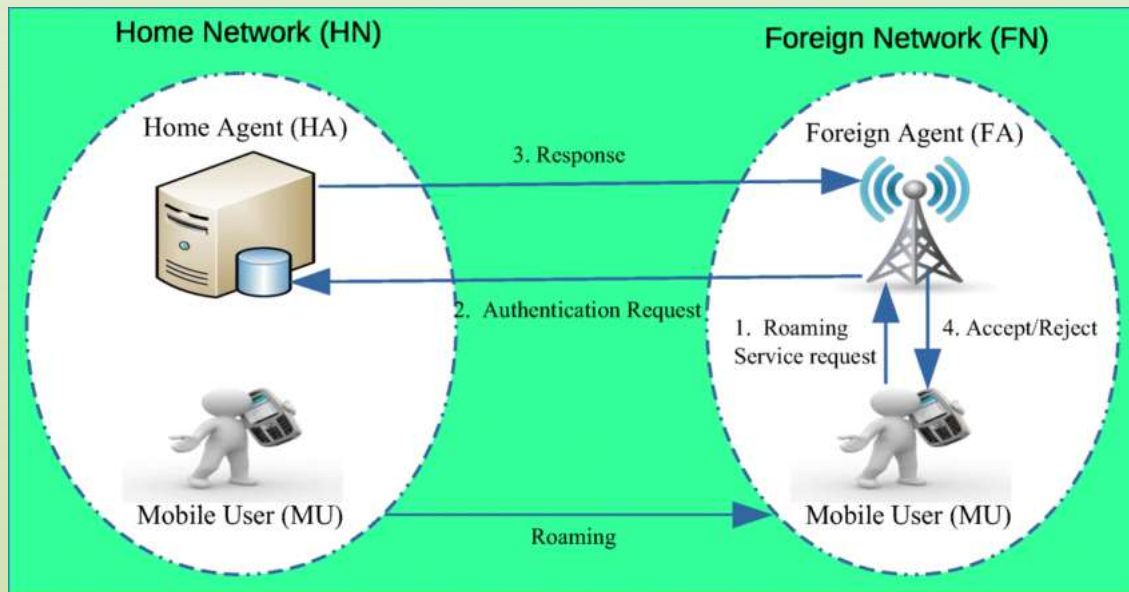 Home Network (HN)
Foreign Network (FN)
Home Agent (HA)
Foreign Agent (FA)
3. Response
2. Authentication Request
1. Roaming
Service request
4. Accept/Reject
Mobile User (MU)
Mobile User (MU)
Roaming